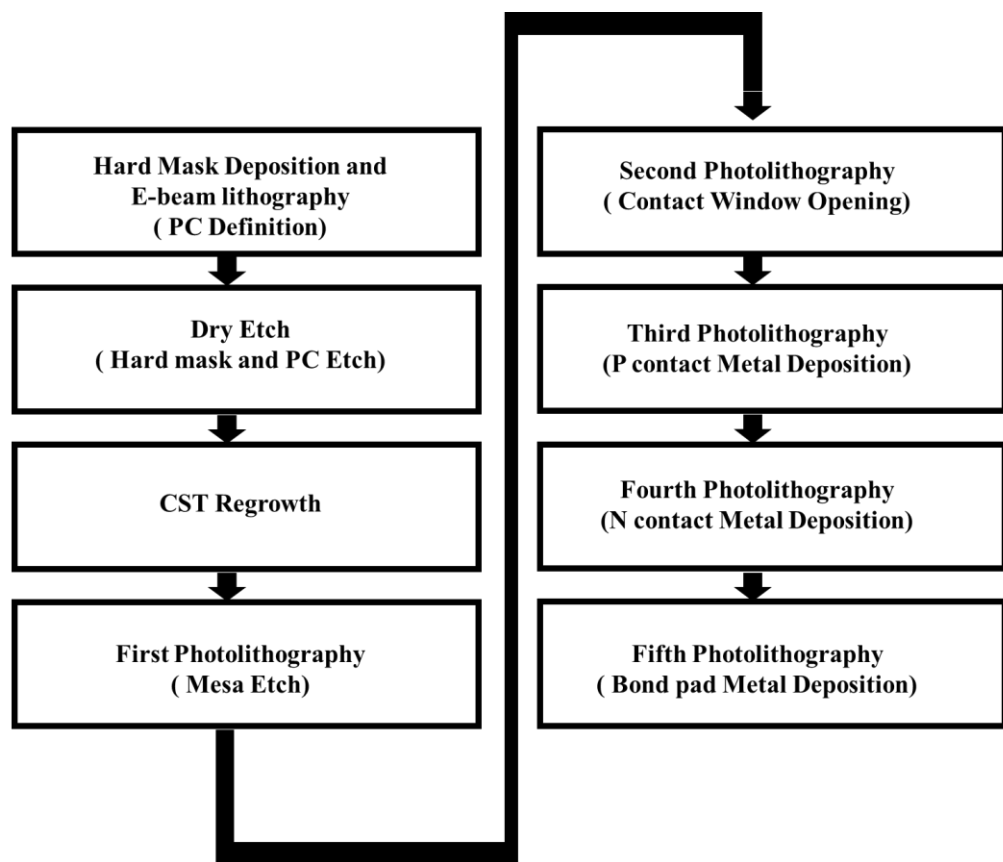 Hard Mask Deposition and
E-beam lithography
( PC Definition)
Dry Etch
( Hard mask and PC Etch)
CST Regrowth
First Photolithography
( Mesa Etch)
Second Photolithography
( Contact Window Opening)
Third Photolithography
(P contact Metal Deposition)
Fourth Photolithography
(N contact Metal Deposition)
Fifth Photolithography
( Bond pad Metal Deposition)